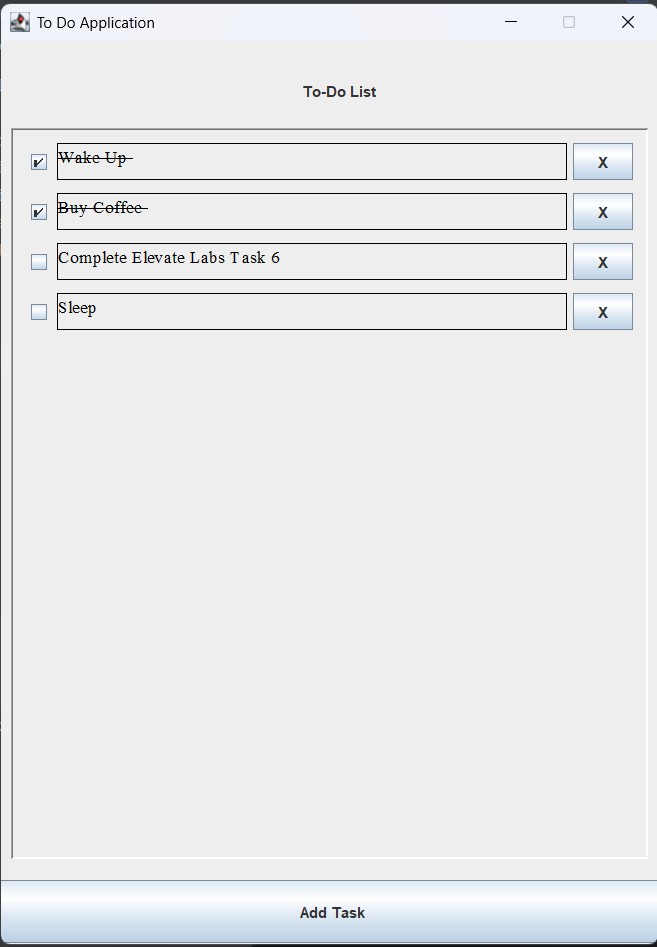 To Do Application
To-Do List
Wake Up X
Buy Coffee X
Complete Elevate Labs Task 6 X
Sleep X
Add Task